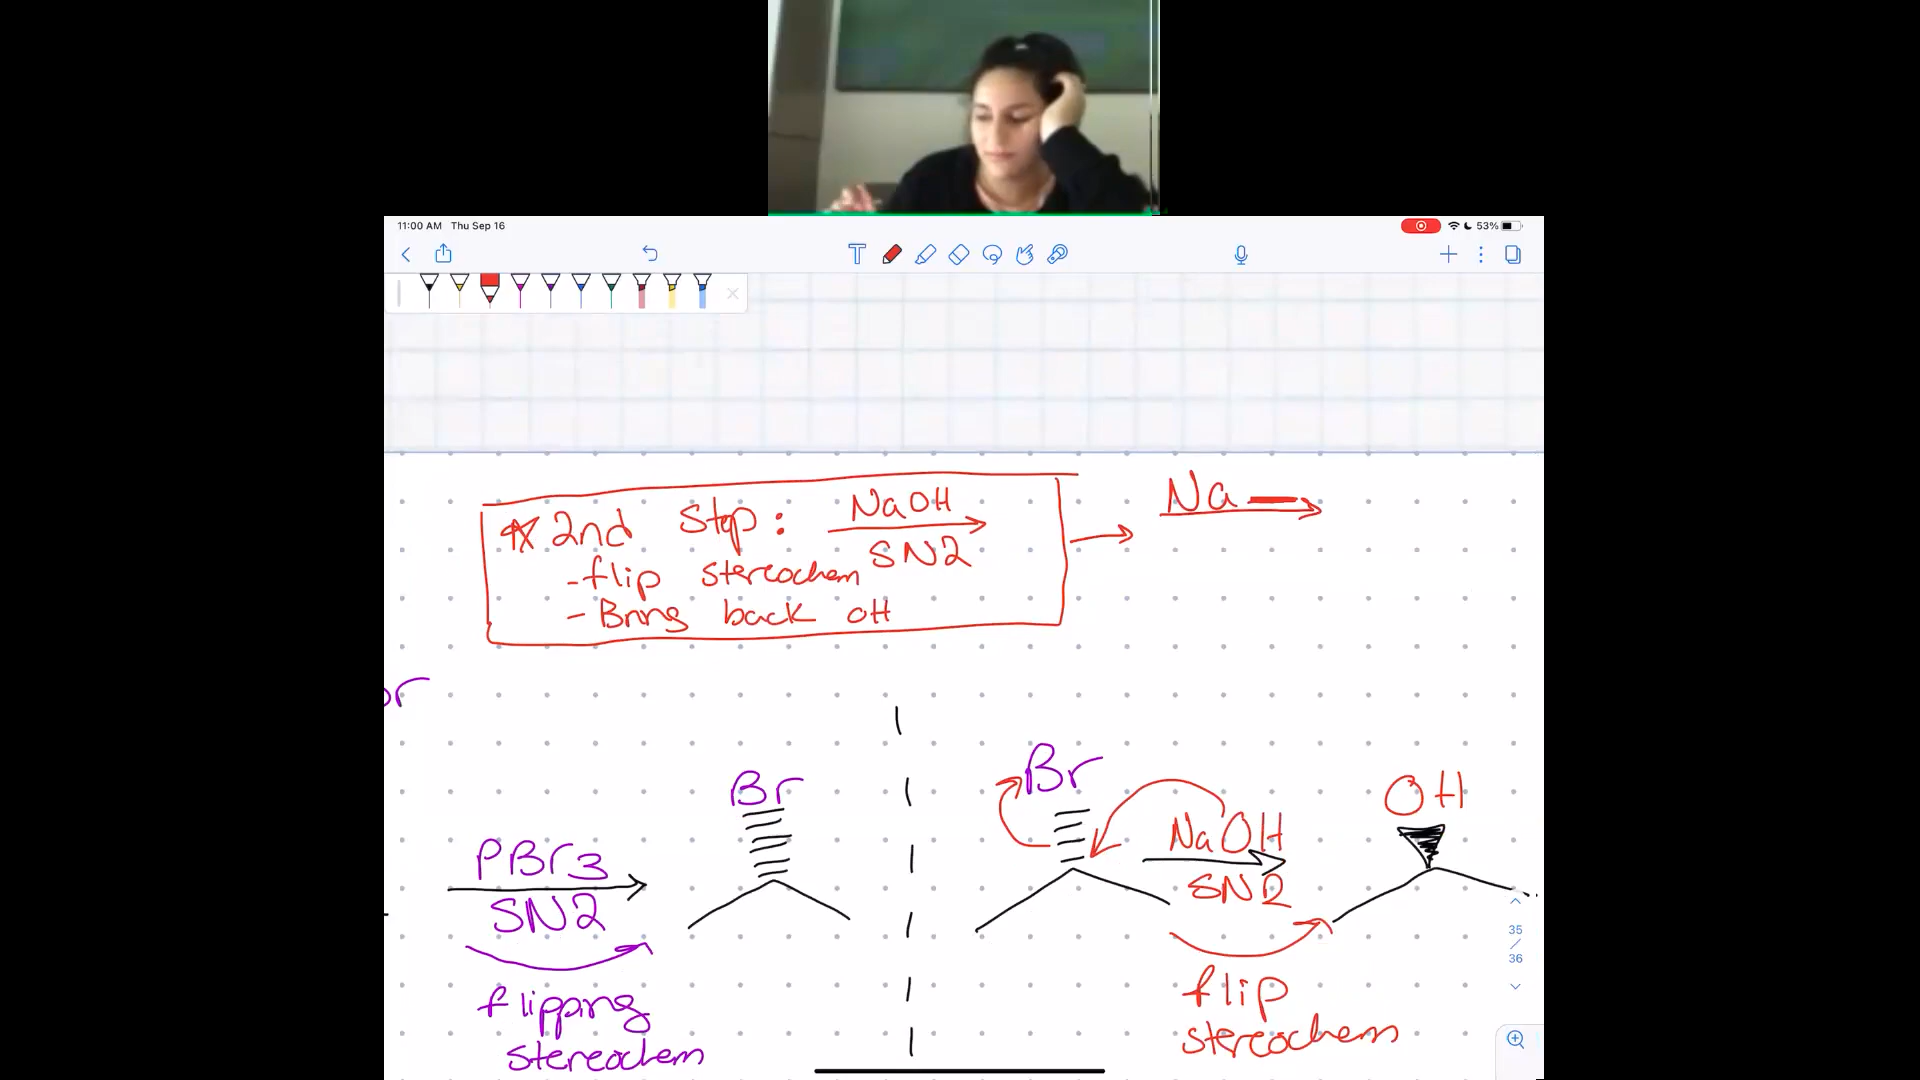 11:00 AM Thu Sep 16
53%
T
2nd Step: NaOH
SN2
- flip stereochem
- Bring back OH
Na
Br
Br
OH
PBr3
SN2
NaOH
SN2
flipping
stereochem
flip
stereochem
35
/
36